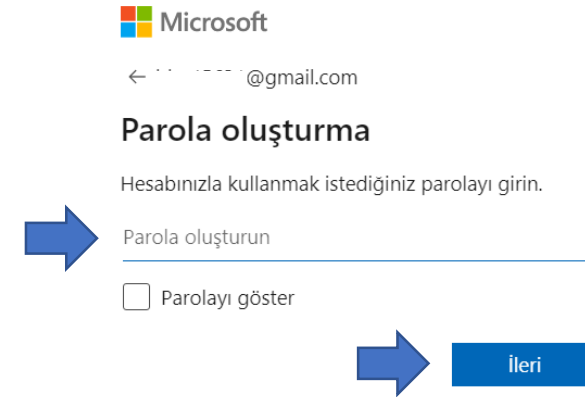 Microsoft
@gmail.com
Parola oluşturma
Hesabınızla kullanmak istediğiniz parolayı girin.
Parola oluşturun
Parolayı göster
İleri